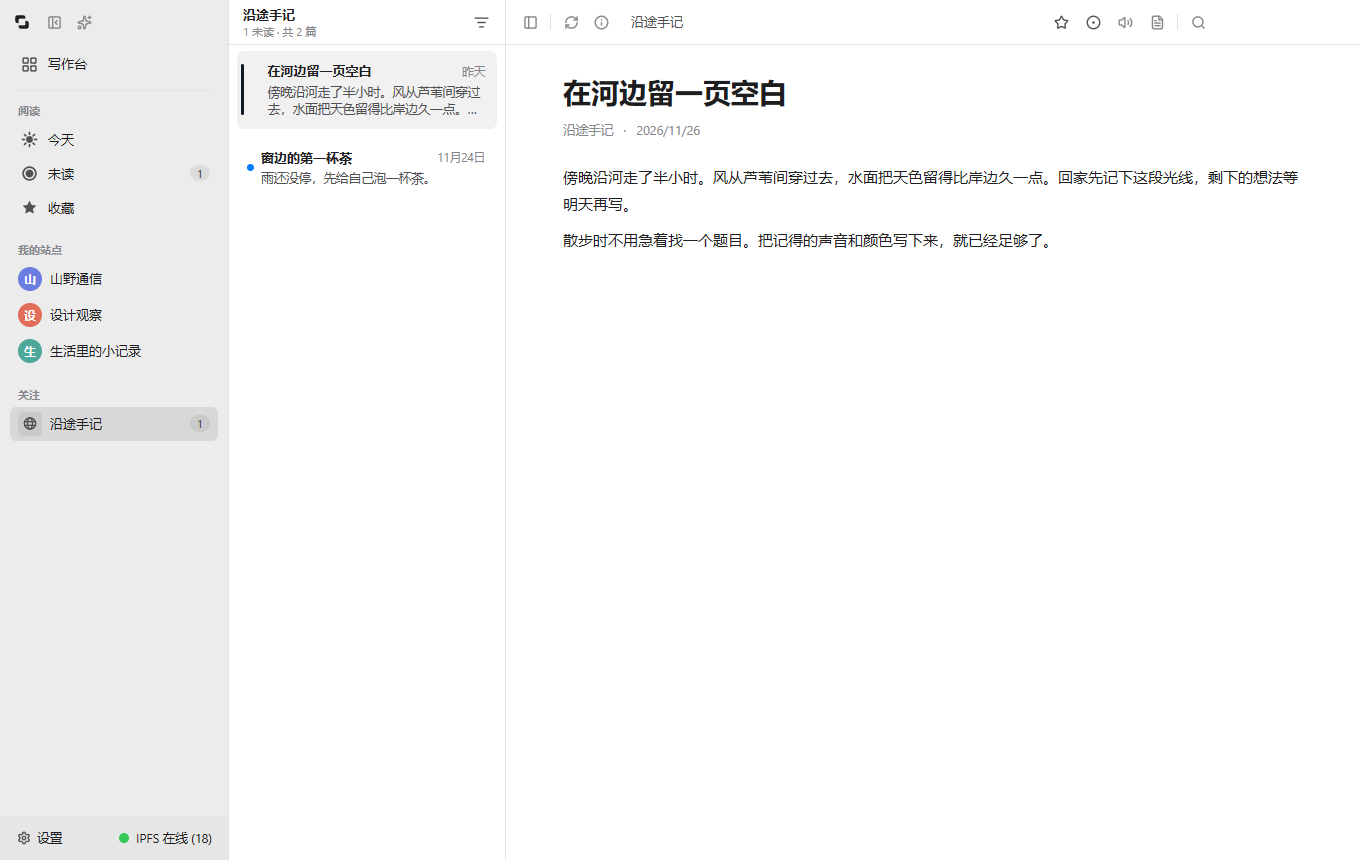 写作台
阅读
今天
未读 1
收藏
我的站点
山 山野通信
设 设计观察
生 生活里的小记录
关注
沿途手记 1
设置 IPFS 在线 (18)
沿途手记
1 未读 · 共 2 篇
在河边留一页空白 昨天
傍晚沿河走了半小时。风从芦苇间穿过
去，水面把天色留得比岸边久一点。...
窗边的第一杯茶 11月24日
雨还没停，先给自己泡一杯茶。
沿途手记
在河边留一页空白
沿途手记 · 2026/11/26
傍晚沿河走了半小时。风从芦苇间穿过去，水面把天色留得比岸边久一点。回家先记下这段光线，剩下的想法等
明天再写。
散步时不用急着找一个题目。把记得的声音和颜色写下来，就已经足够了。